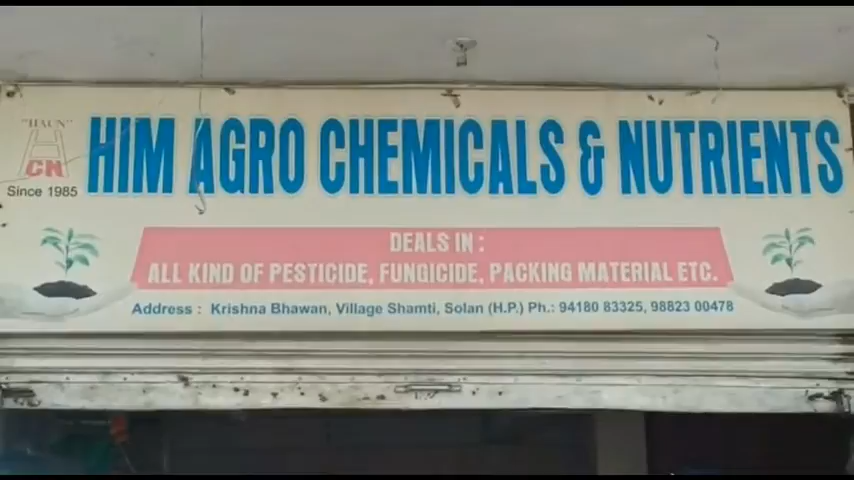 "HACN"
CN
Since 1985
HIM AGRO CHEMICALS & NUTRIENTS
DEALS IN :
ALL KIND OF PESTICIDE, FUNGICIDE, PACKING MATERIAL ETC.
Address : Krishna Bhawan, Village Shamti, Solan (H.P.) Ph.: 94180 83325, 98823 00478